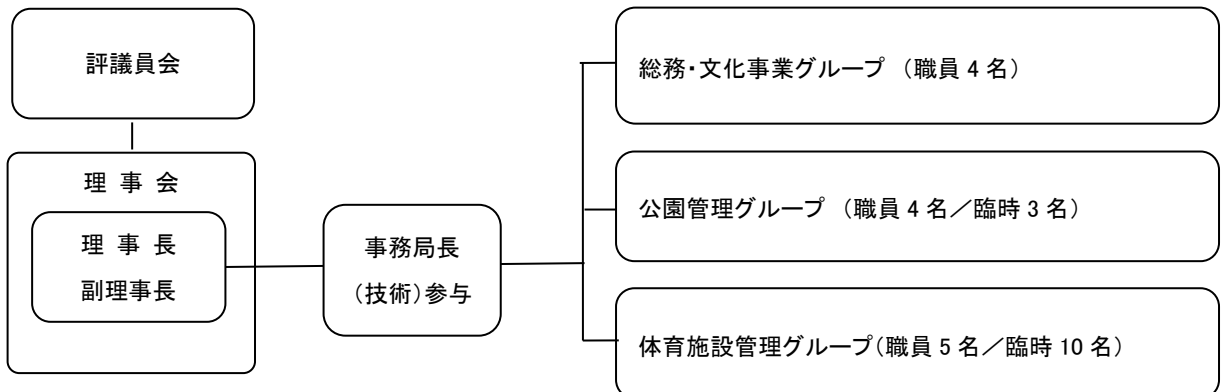 評議員会
理 事 会
理 事 長
副理事長
事務局長
(技術)参与
総務・文化事業グループ （職員 4 名）
公園管理グループ （職員 4 名／臨時 3 名）
体育施設管理グループ(職員 5 名／臨時 10 名）